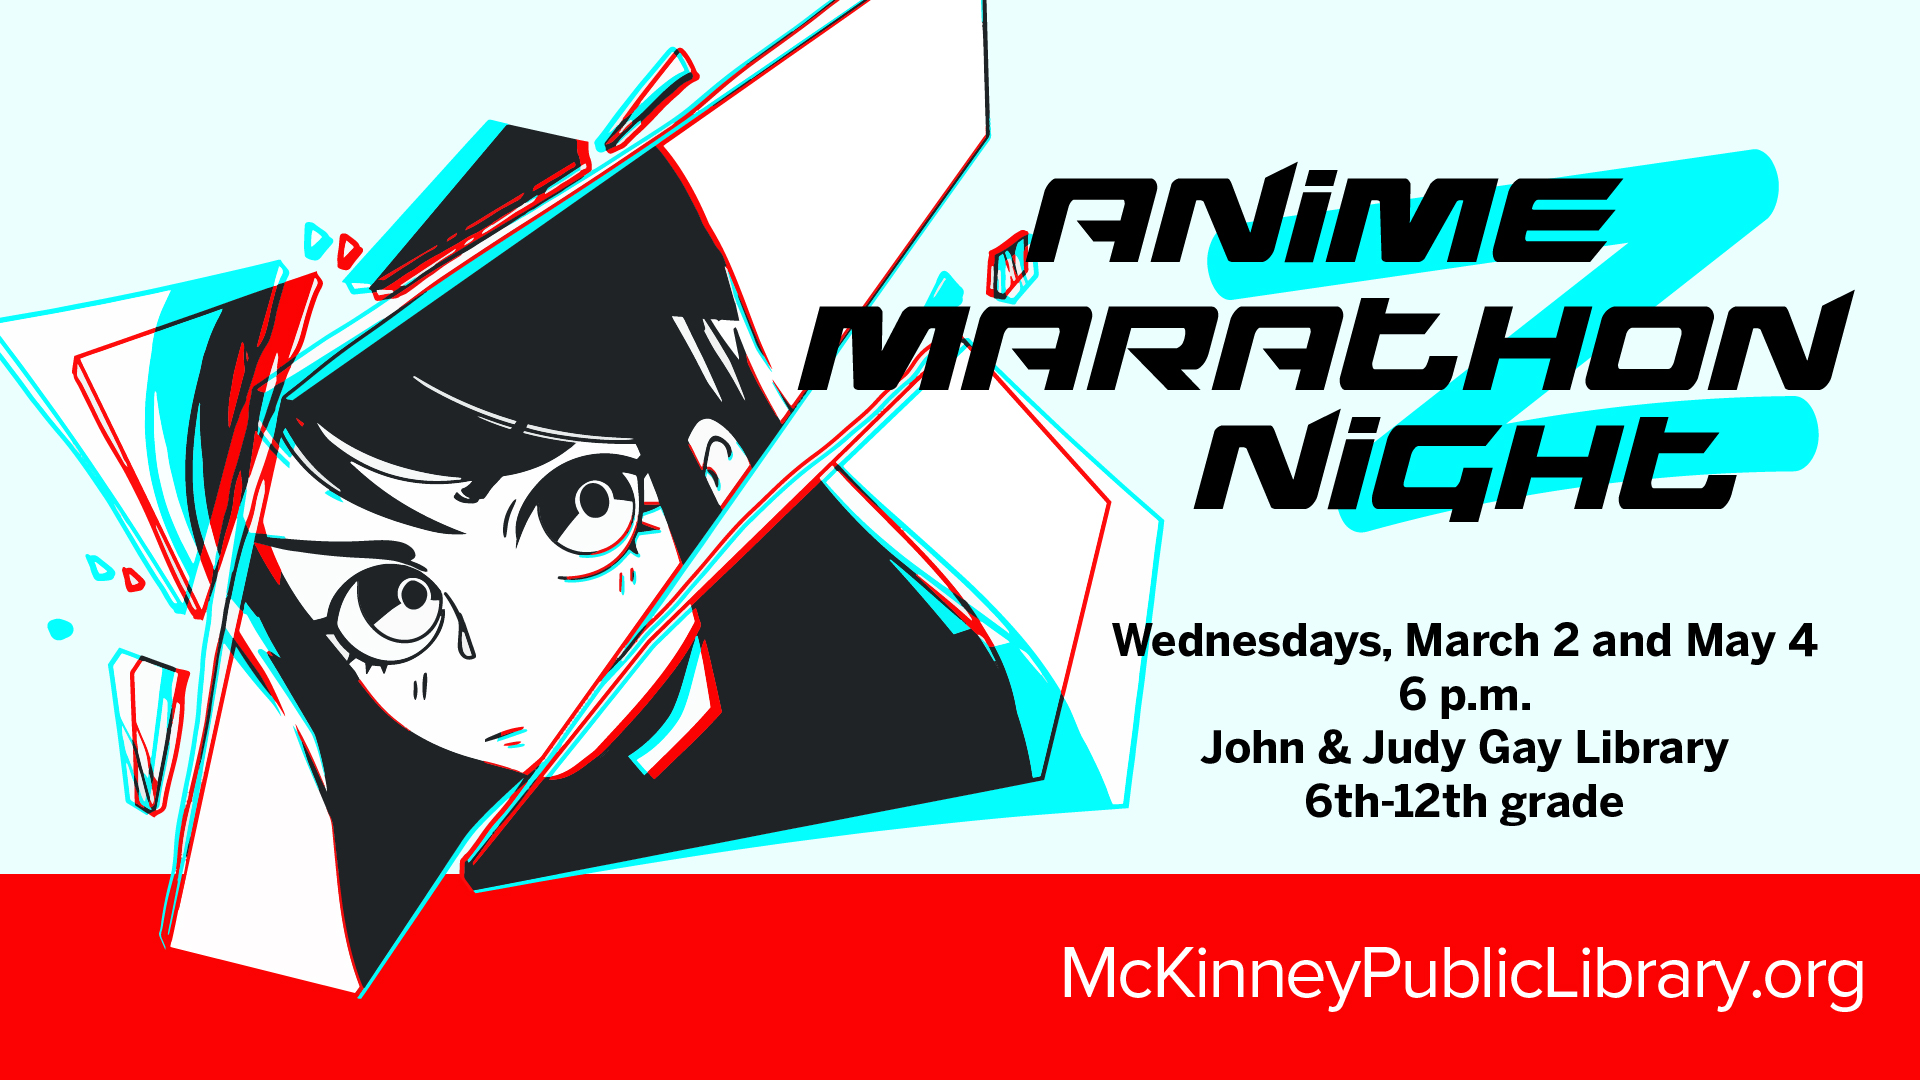 ANiME
MARAtHON
NiGHt
Wednesdays, March 2 and May 4
6 p.m.
John & Judy Gay Library
6th-12th grade
McKinneyPublicLibrary.org